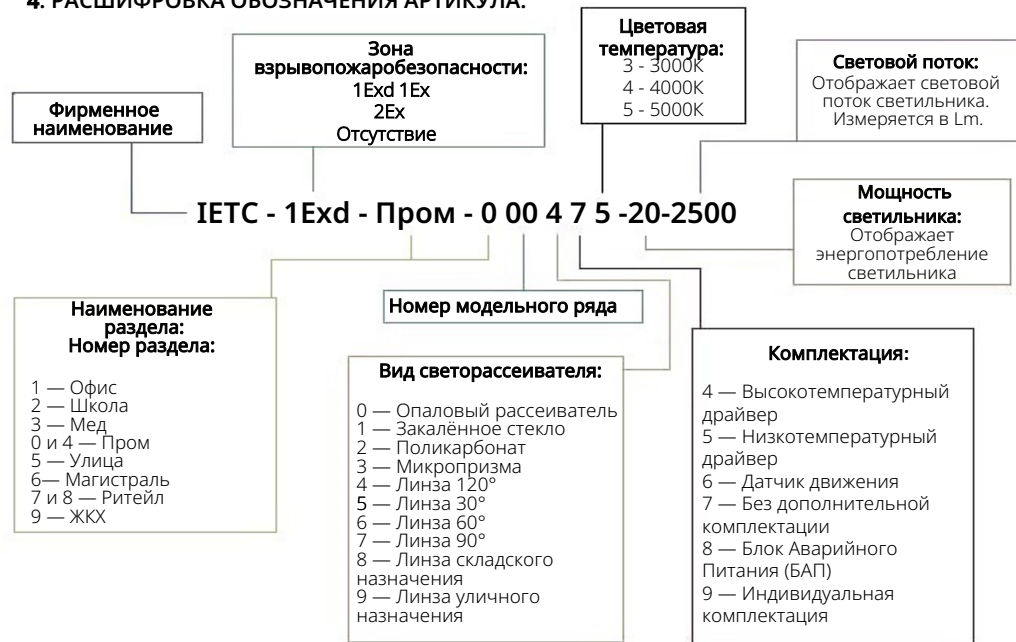 4. РАСШИФРОВКА ОБОЗНАЧЕНИЯ АРТИКУЛА:
Фирменное
наименование
Зона
взрывопожаробезопасности:
1Exd 1Ex
2Ex
Отсутствие
Цветовая
температура:
3 - 3000К
4 - 4000К
5 - 5000К
Световой поток:
Отображает световой
поток светильника.
Измеряется в Lm.
IETC - 1Exd - Пром - 0 00 4 7 5 -20-2500
Мощность
светильника:
Отображает
энергопотребление
светильника
Наименование
раздела:
Номер раздела:
1 — Офис
2 — Школа
3 — Мед
0 и 4 — Пром
5 — Улица
6— Магистраль
7 и 8 — Ритейл
9 — ЖКХ
Номер модельного ряда
Вид светорассеивателя:
0 — Опаловый рассеиватель
1 — Закалённое стекло
2 — Поликарбонат
3 — Микропризма
4 — Линза 120°
5 — Линза 30°
6 — Линза 60°
7 — Линза 90°
8 — Линза складского
назначения
9 — Линза уличного
назначения
Комплектация:
4 — Высокотемпературный
драйвер
5 — Низкотемпературный
драйвер
6 — Датчик движения
7 — Без дополнительной
комплектации
8 — Блок Аварийного
Питания (БАП)
9 — Индивидуальная
комплектация